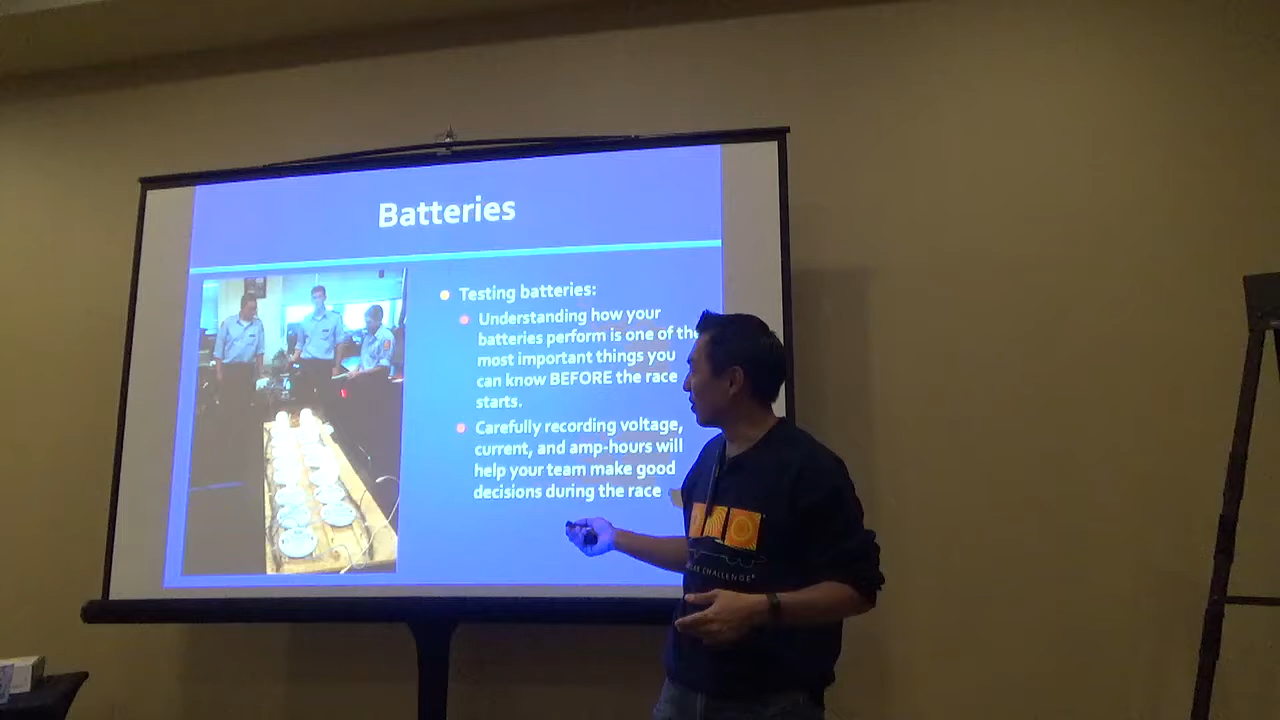 Batteries
Testing batteries:
Understanding how your
batteries perform is one of the
most important things you
can know BEFORE the race
starts.
Carefully recording voltage,
current, and amp-hours will
help your team make good
decisions during the race
CHALLENGE